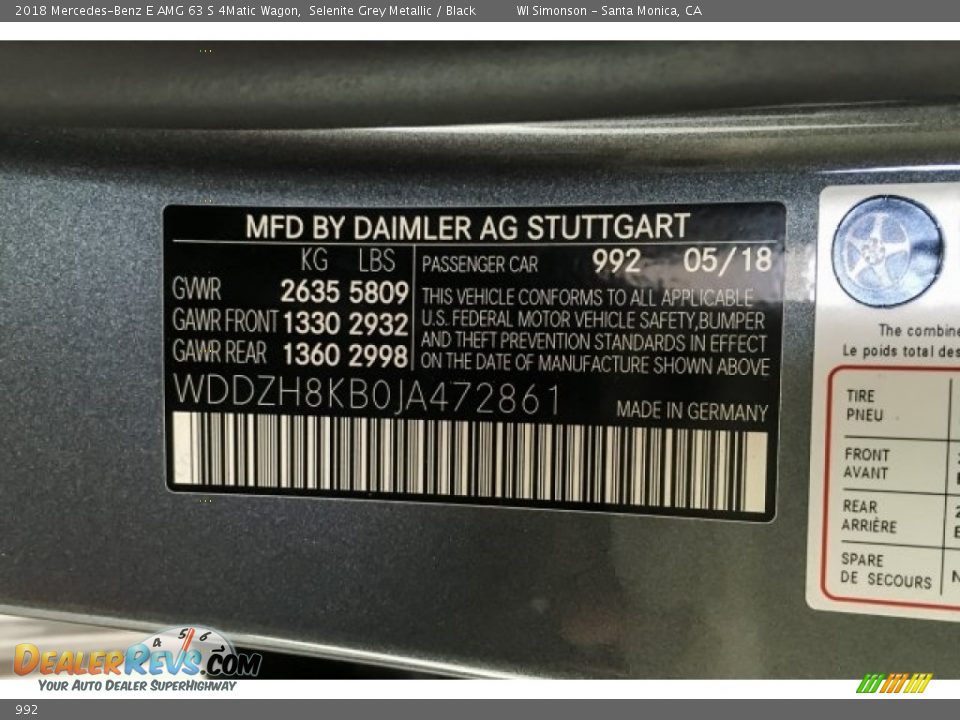 2018 Mercedes-Benz E AMG 63 S 4Matic Wagon, Selenite Grey Metallic / Black WI Simonson - Santa Monica, CA
MFD BY DAIMLER AG STUTTGART
KG LBS
GVWR 2635 5809
GAWR FRONT 1330 2932
GAWR REAR 1360 2998
PASSENGER CAR 992 05/18
THIS VEHICLE CONFORMS TO ALL APPLICABLE
U.S. FEDERAL MOTOR VEHICLE SAFETY,BUMPER
AND THEFT PREVENTION STANDARDS IN EFFECT
ON THE DATE OF MANUFACTURE SHOWN ABOVE
WDDZH8KB0JA472861
MADE IN GERMANY
The combine
Le poids total des
TIRE
PNEU
FRONT
AVANT
REAR
ARRIÈRE
SPARE
DE SECOURS
4 5 6
DealerRevs.com
Your Auto Dealer SuperHighway
992